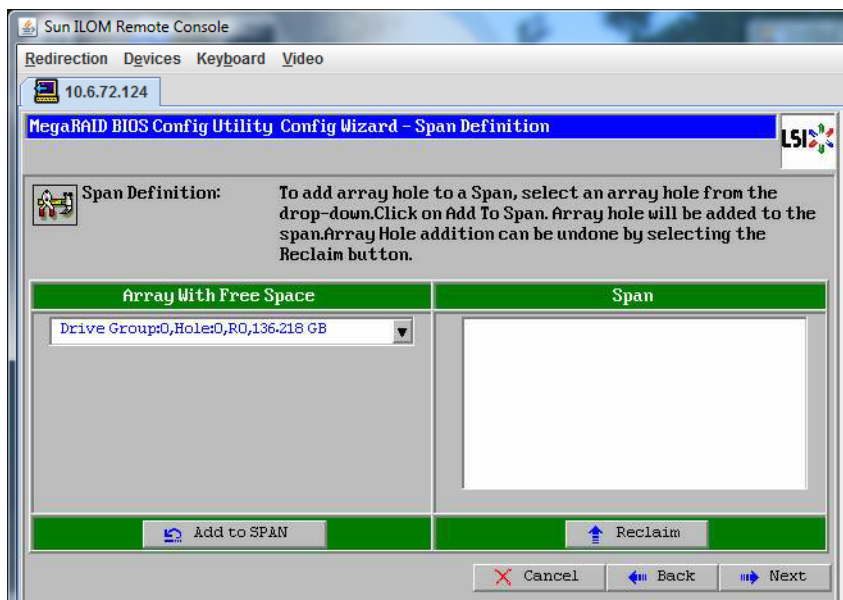 Sun ILOM Remote Console
Redirection Devices Keyboard Video
10.6.72.124
MegaRAID BIOS Config Utility Config Wizard - Span Definition
LSI
Span Definition: To add array hole to a Span, select an array hole from the
drop-down.Click on Add To Span. Array hole will be added to the
span.Array Hole addition can be undone by selecting the
Reclaim button.
Array With Free Space Span
Drive Group:0,Hole:0,R0,136.218 GB
Add to SPAN Reclaim
Cancel Back Next